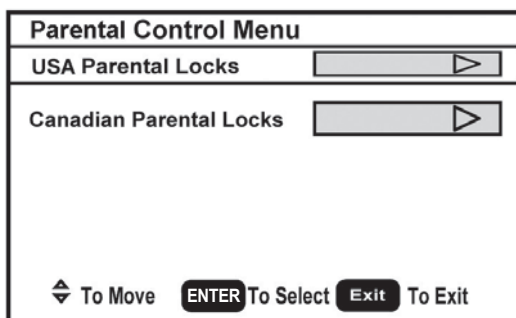 Parental Control Menu
USA Parental Locks
Canadian Parental Locks
To Move ENTER To Select Exit To Exit